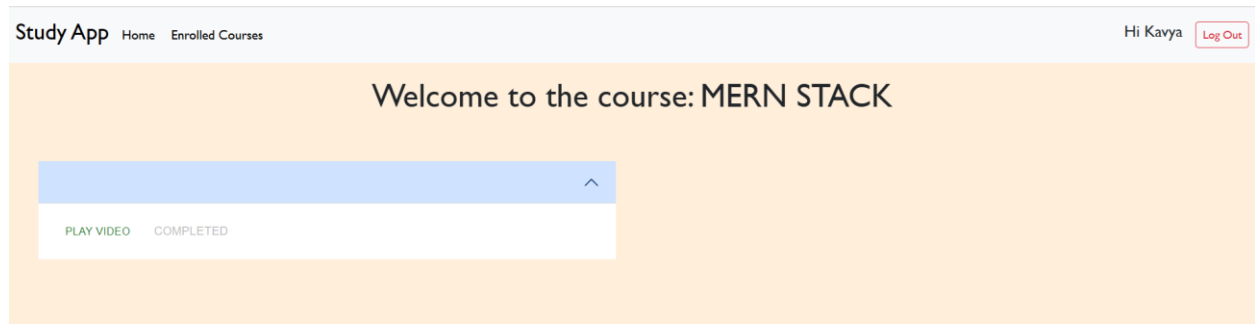 Study App Home Enrolled Courses Hi Kavya Log Out
Welcome to the course: MERN STACK
PLAY VIDEO COMPLETED